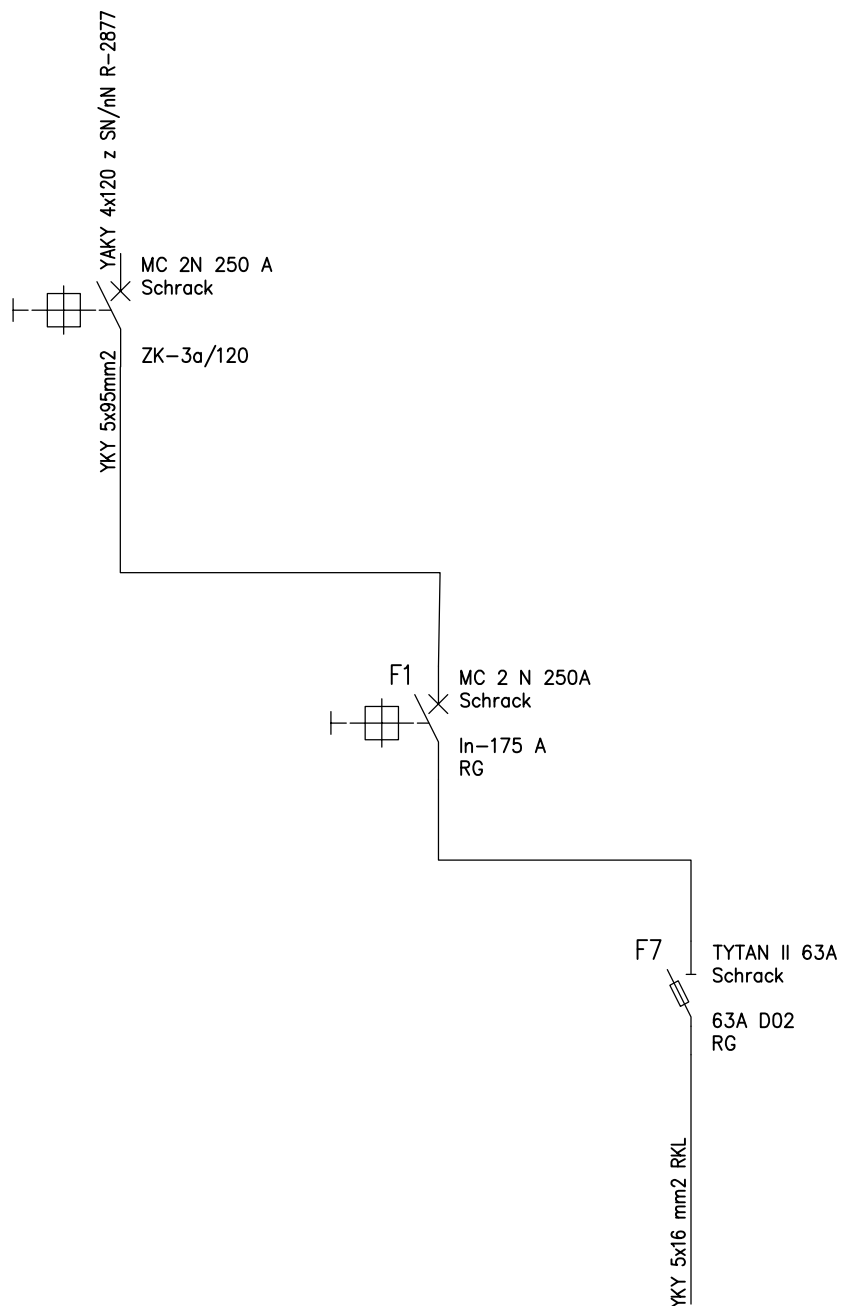 YAKY 4x120 z SN/nN R-2877
MC 2N 250 A
Schrack
ZK-3a/120
YKY 5x95mm2
F1
MC 2 N 250A
Schrack
In-175 A
RG
F7
TYTAN II 63A
Schrack
63A D02
RG
YKY 5x16 mm2 RKL